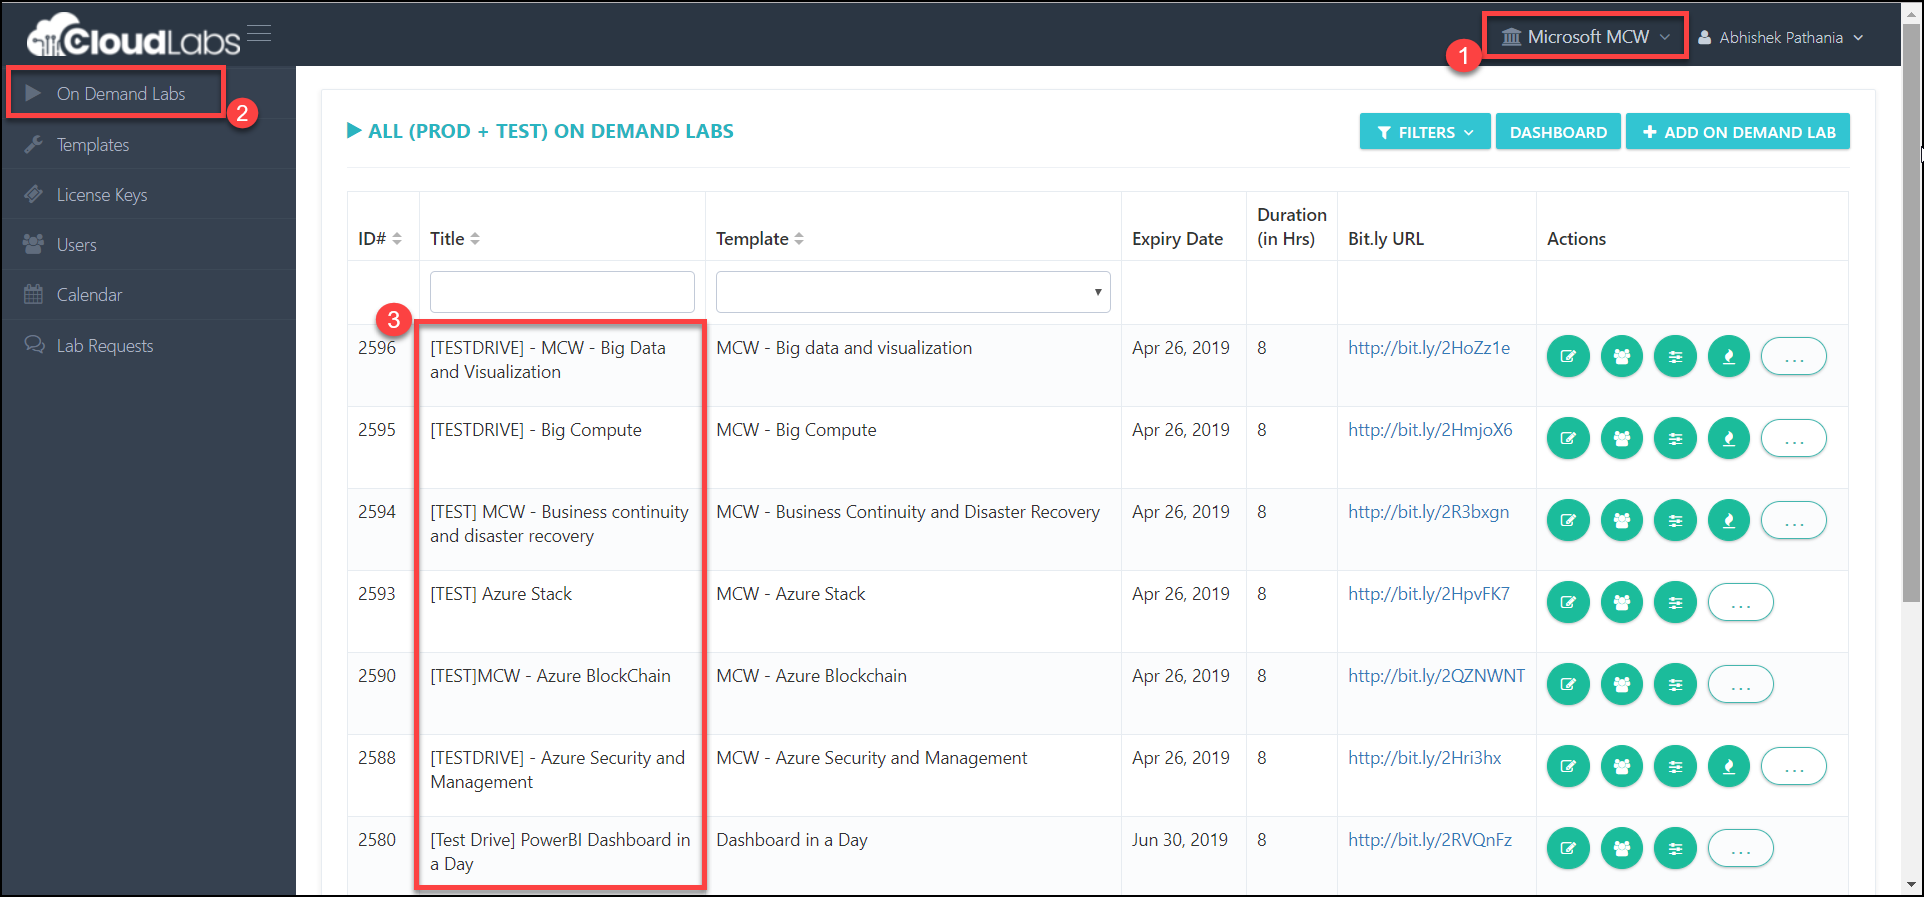 CloudLabs
1
Microsoft MCW
Abhishek Pathania
On Demand Labs
2
Templates
License Keys
Users
Calendar
Lab Requests
ALL (PROD + TEST) ON DEMAND LABS
FILTERS
DASHBOARD
+ ADD ON DEMAND LAB
ID#
Title
Template
Expiry Date
Duration
(in Hrs)
Bit.ly URL
Actions
3
2596
[TESTDRIVE] - MCW - Big Data
and Visualization
MCW - Big data and visualization
Apr 26, 2019
8
http://bit.ly/2HoZz1e
...
2595
[TESTDRIVE] - Big Compute
MCW - Big Compute
Apr 26, 2019
8
http://bit.ly/2HmjoX6
...
2594
[TEST] MCW - Business continuity
and disaster recovery
MCW - Business Continuity and Disaster Recovery
Apr 26, 2019
8
http://bit.ly/2R3bxgn
...
2593
[TEST] Azure Stack
MCW - Azure Stack
Apr 26, 2019
8
http://bit.ly/2HpvFK7
...
2590
[TEST]MCW - Azure BlockChain
MCW - Azure Blockchain
Apr 26, 2019
8
http://bit.ly/2QZNWNT
...
2588
[TESTDRIVE] - Azure Security and
Management
MCW - Azure Security and Management
Apr 26, 2019
8
http://bit.ly/2Hri3hx
...
2580
[Test Drive] PowerBI Dashboard in
a Day
Dashboard in a Day
Jun 30, 2019
8
http://bit.ly/2RVQnFz
...